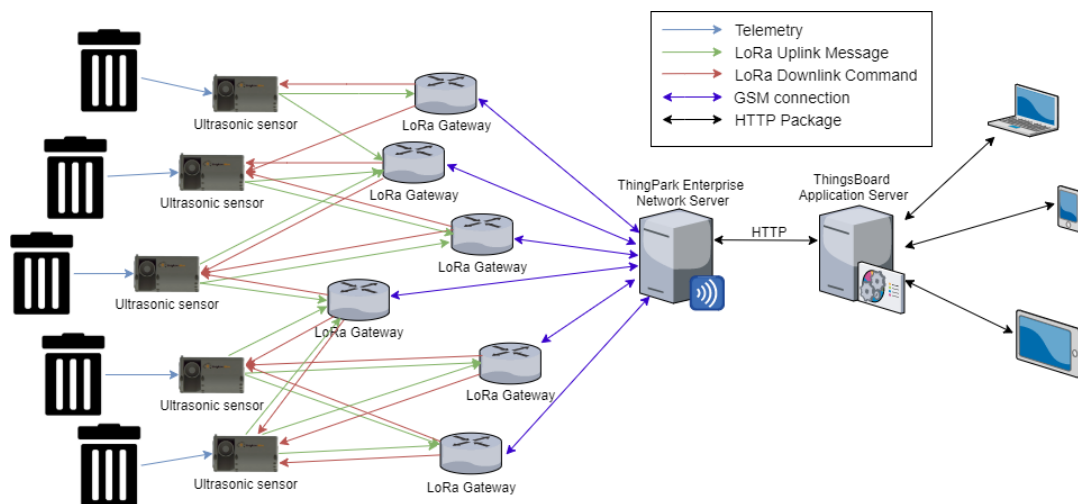 Telemetry
LoRa Uplink Message
LoRa Downlink Command
GSM connection
HTTP Package
Ultrasonic sensor
LoRa Gateway
Ultrasonic sensor
LoRa Gateway
ThingPark Enterprise
Network Server
ThingsBoard
Application Server
HTTP
LoRa Gateway
Ultrasonic sensor
LoRa Gateway
Ultrasonic sensor
LoRa Gateway
Ultrasonic sensor
LoRa Gateway